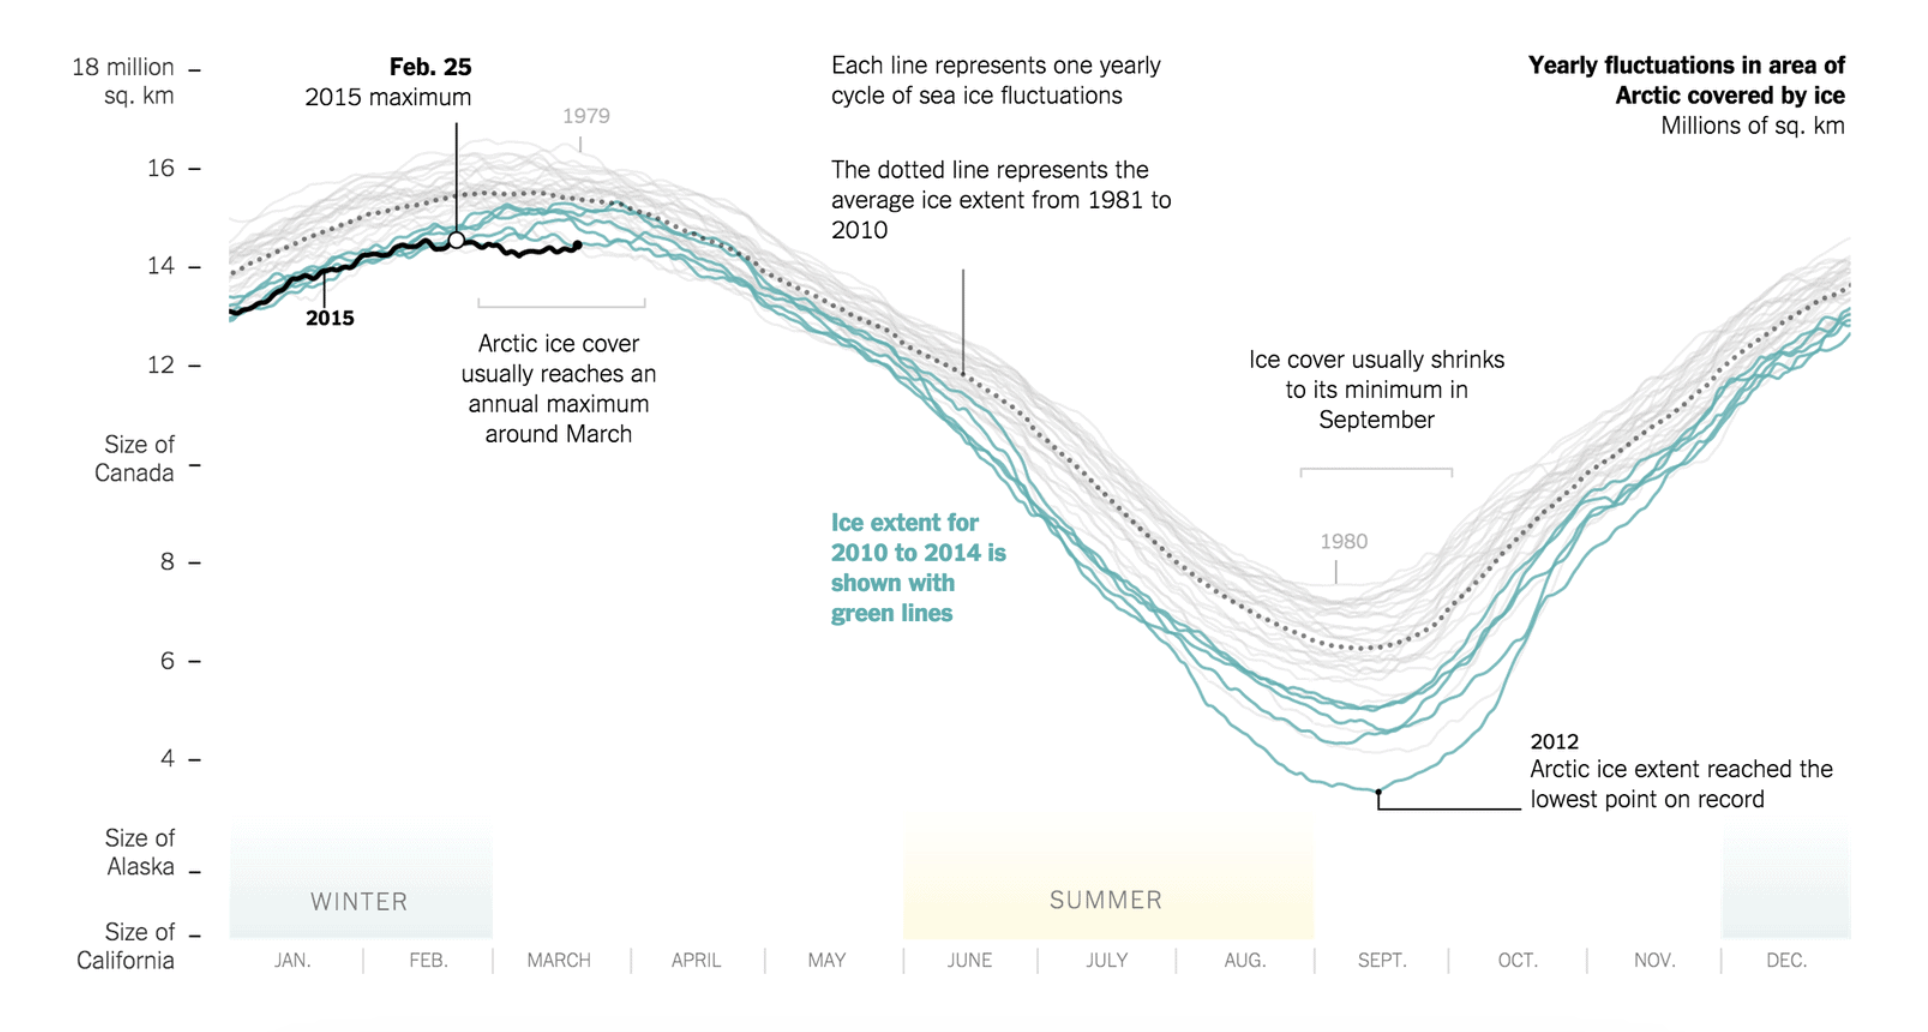 18 million
sq. km
16
14
12
Size of
Canada
8
6
4
Size of
Alaska
Size of
California
Feb. 25
2015 maximum
1979
2015
Arctic ice cover
usually reaches an
annual maximum
around March
Each line represents one yearly
cycle of sea ice fluctuations
The dotted line represents the
average ice extent from 1981 to
2010
Yearly fluctuations in area of
Arctic covered by ice
Millions of sq. km
Ice cover usually shrinks
to its minimum in
September
1980
Ice extent for
2010 to 2014 is
shown with
green lines
2012
Arctic ice extent reached the
lowest point on record
WINTER
SUMMER
JAN.
FEB.
MARCH
APRIL
MAY
JUNE
JULY
AUG.
SEPT.
OCT.
NOV.
DEC.